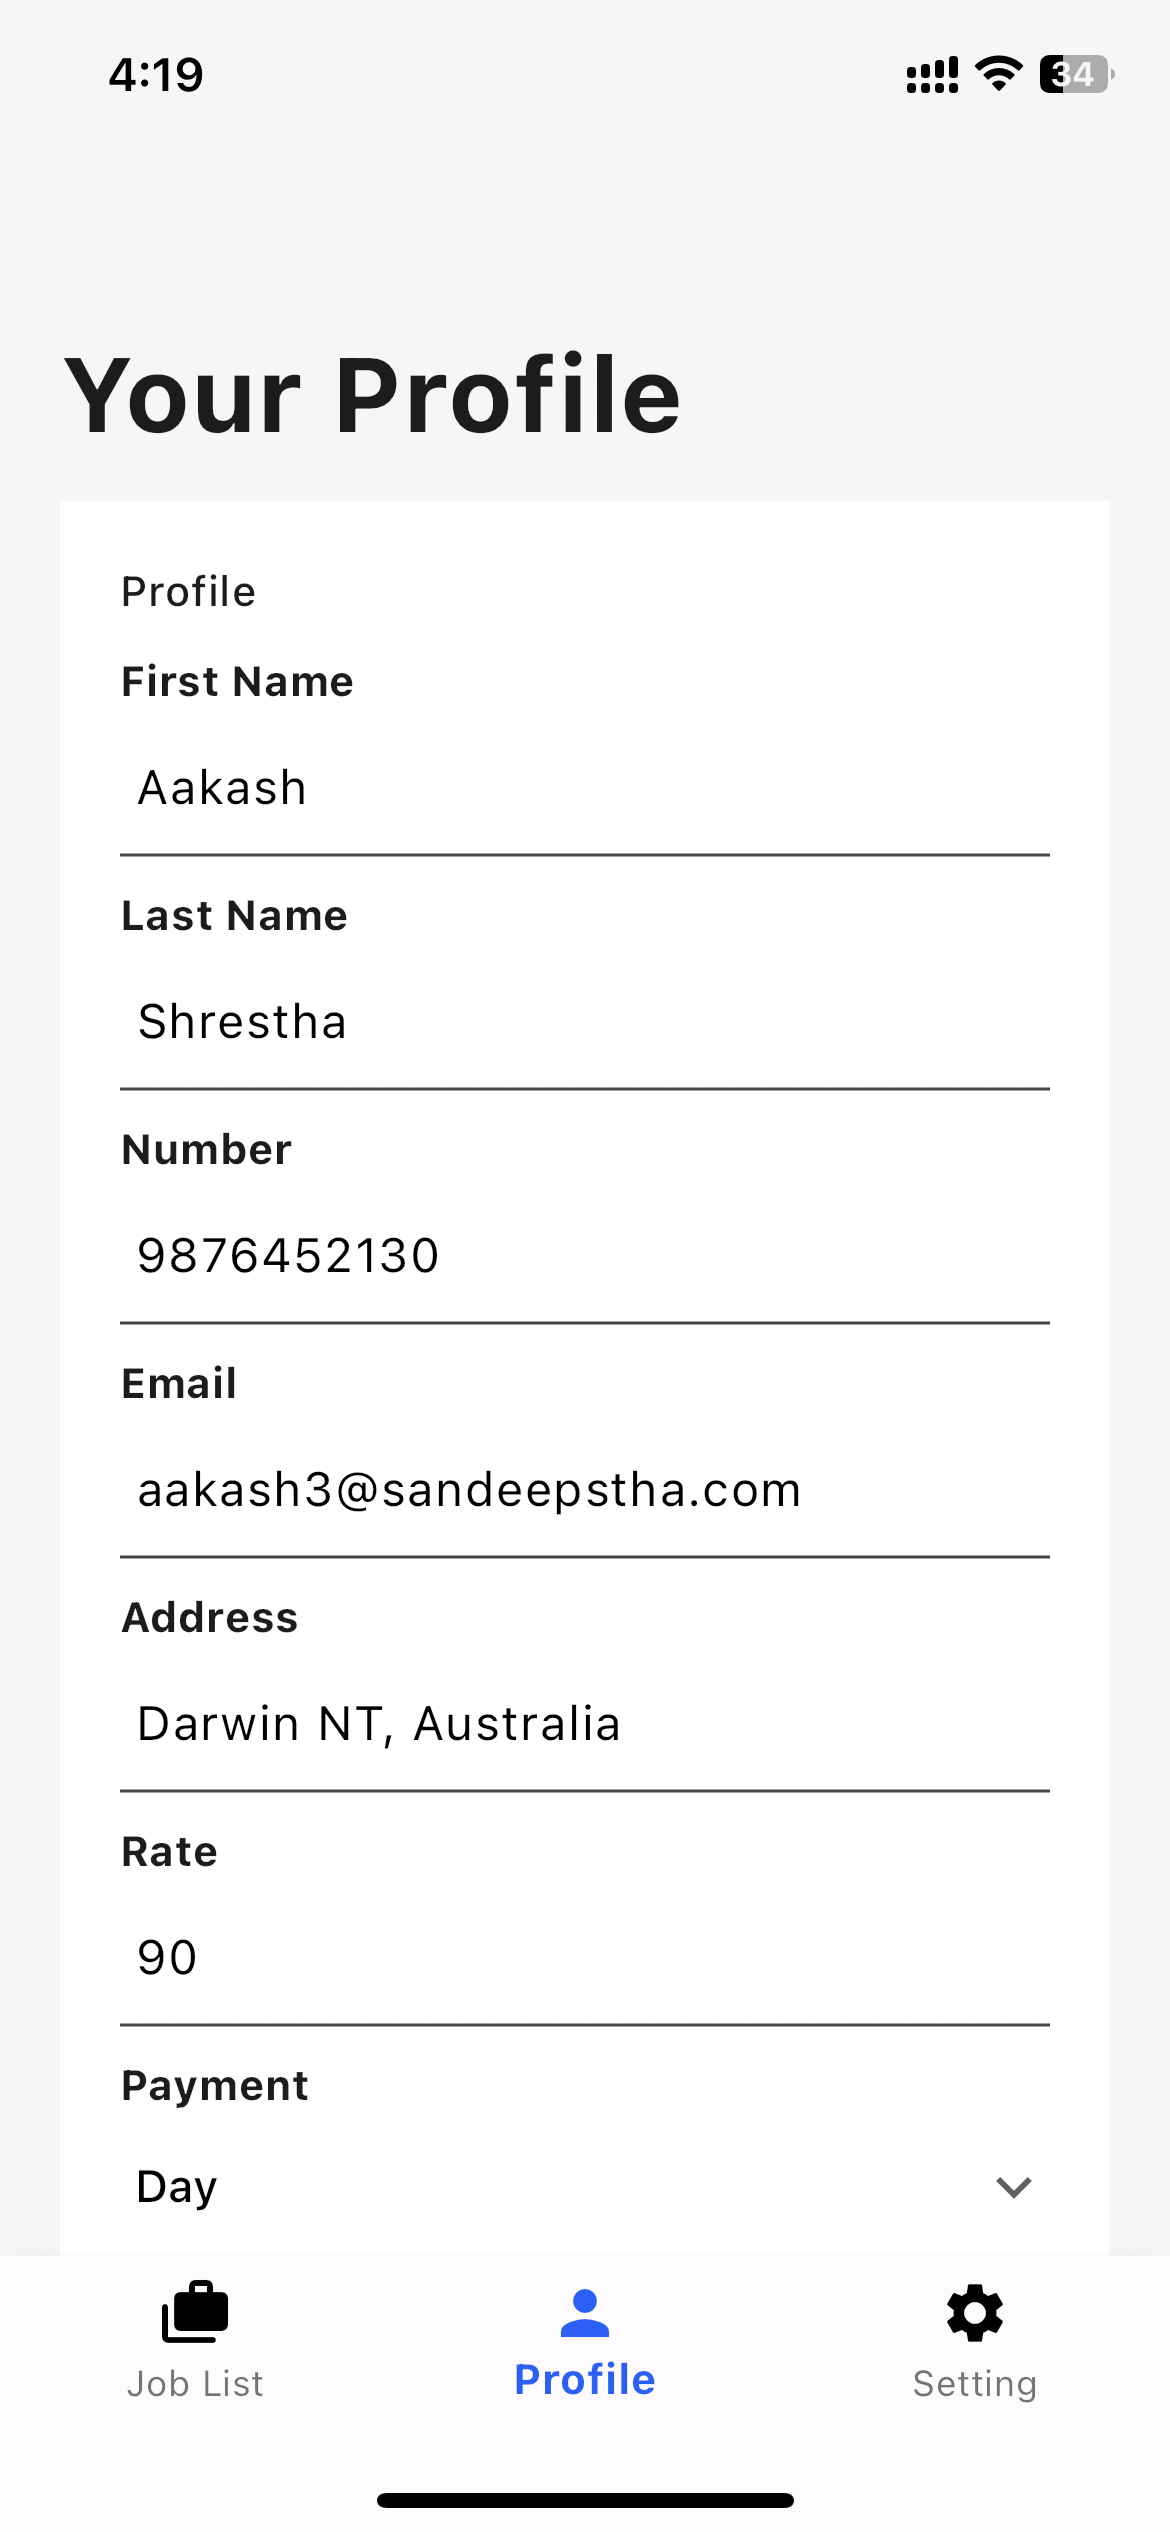 4:19
34
Your Profile
Profile
First Name
Aakash
Last Name
Shrestha
Number
9876452130
Email
aakash3@sandeepstha.com
Address
Darwin NT, Australia
Rate
90
Payment
Day
Job List
Profile
Setting